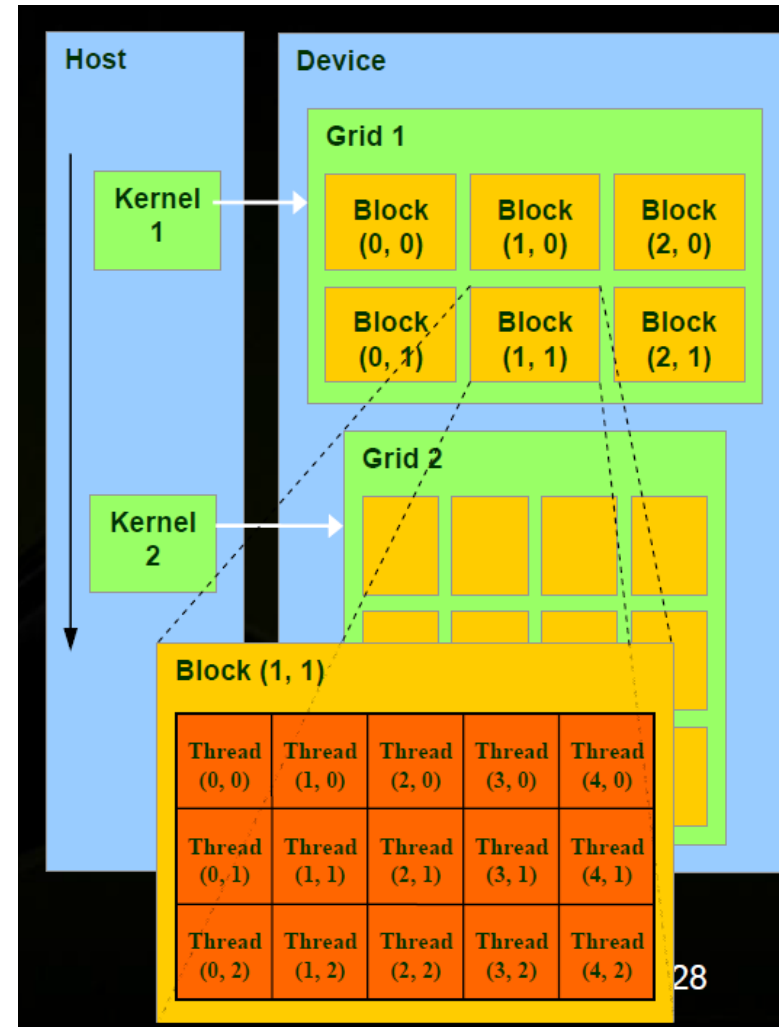 Host
Device
Grid 1
Kernel
1
Block
(0, 0)
Block
(1, 0)
Block
(2, 0)
Block
(0, 1)
Block
(1, 1)
Block
(2, 1)
Grid 2
Kernel
2
Block (1, 1)
Thread
(0, 0)
Thread
(1, 0)
Thread
(2, 0)
Thread
(3, 0)
Thread
(4, 0)
Thread
(0, 1)
Thread
(1, 1)
Thread
(2, 1)
Thread
(3, 1)
Thread
(4, 1)
Thread
(0, 2)
Thread
(1, 2)
Thread
(2, 2)
Thread
(3, 2)
Thread
(4, 2)
28